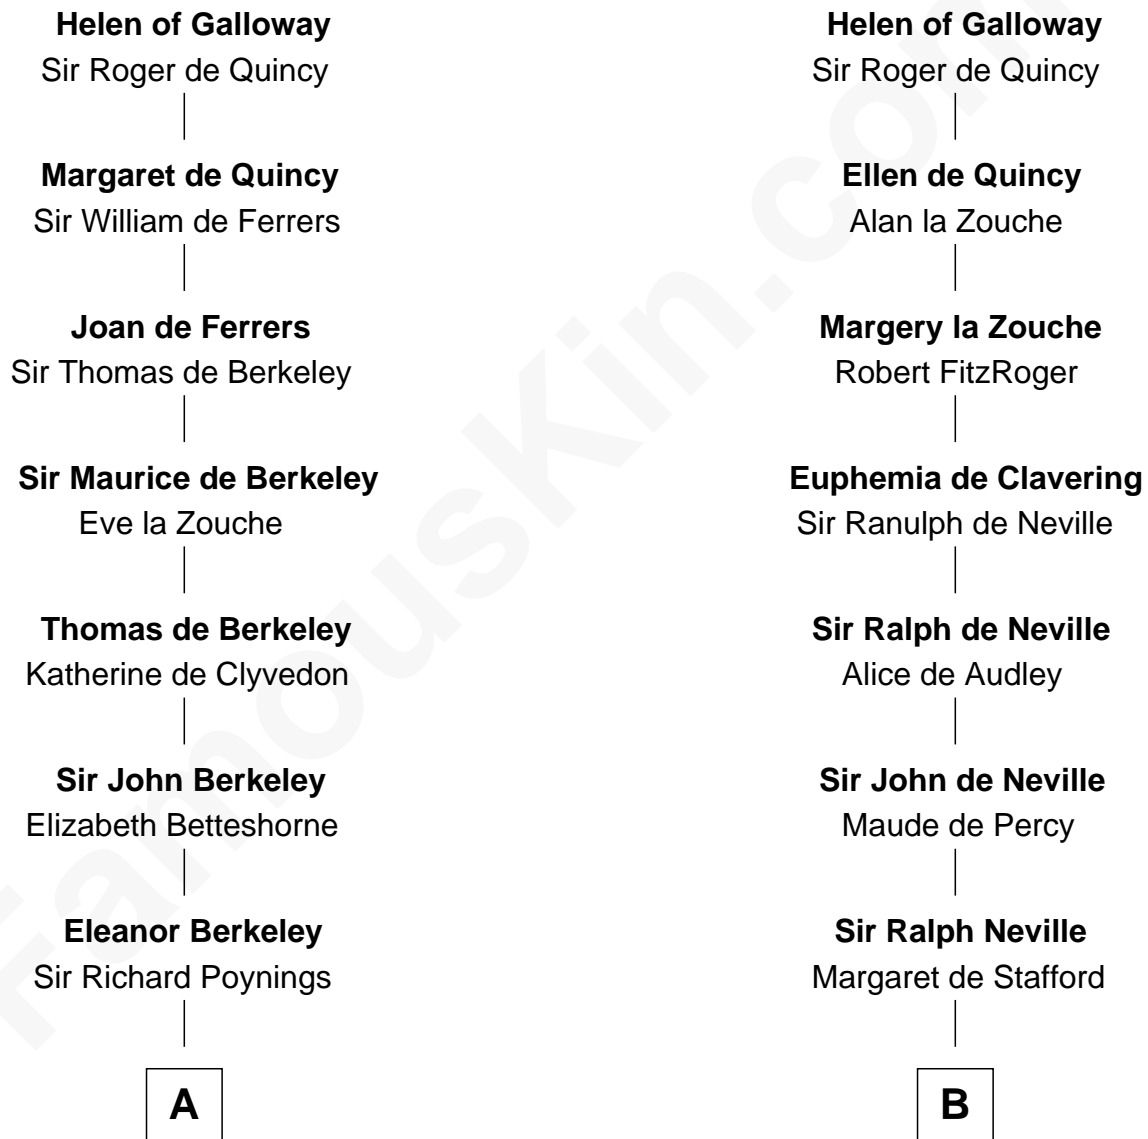 Helen of Galloway
Sir Roger de Quincy
Margaret de Quincy
Sir William de Ferrers
Joan de Ferrers
Sir Thomas de Berkeley
Sir Maurice de Berkeley
Eve la Zouche
Thomas de Berkeley
Katherine de Clyvedon
Sir John Berkeley
Elizabeth Betteshorne
Eleanor Berkeley
Sir Richard Poynings
A
Helen of Galloway
Sir Roger de Quincy
Ellen de Quincy
Alan la Zouche
Margery la Zouche
Robert FitzRoger
Euphemia de Clavering
Sir Ranulph de Neville
Sir Ralph de Neville
Alice de Audley
Sir John de Neville
Maude de Percy
Sir Ralph Neville
Margaret de Stafford
B
FamousKin.com